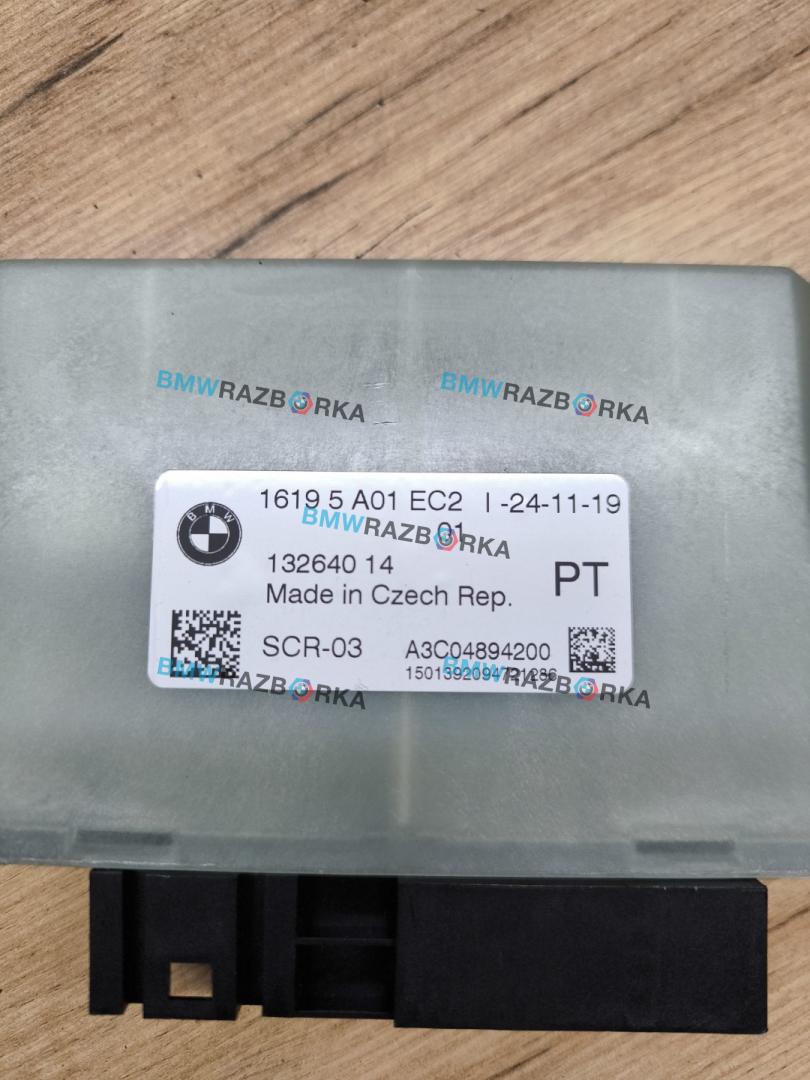 BMWRAZBORKA BMWRAZBORKA
BMW
1619 5 A01 EC2 I -24-11-19
01
BMWRAZBORKA
132640 14
PT
Made in Czech Rep.
SCR-03 A3C04894200
BMWRAZBORKA BMWRAZBORKA